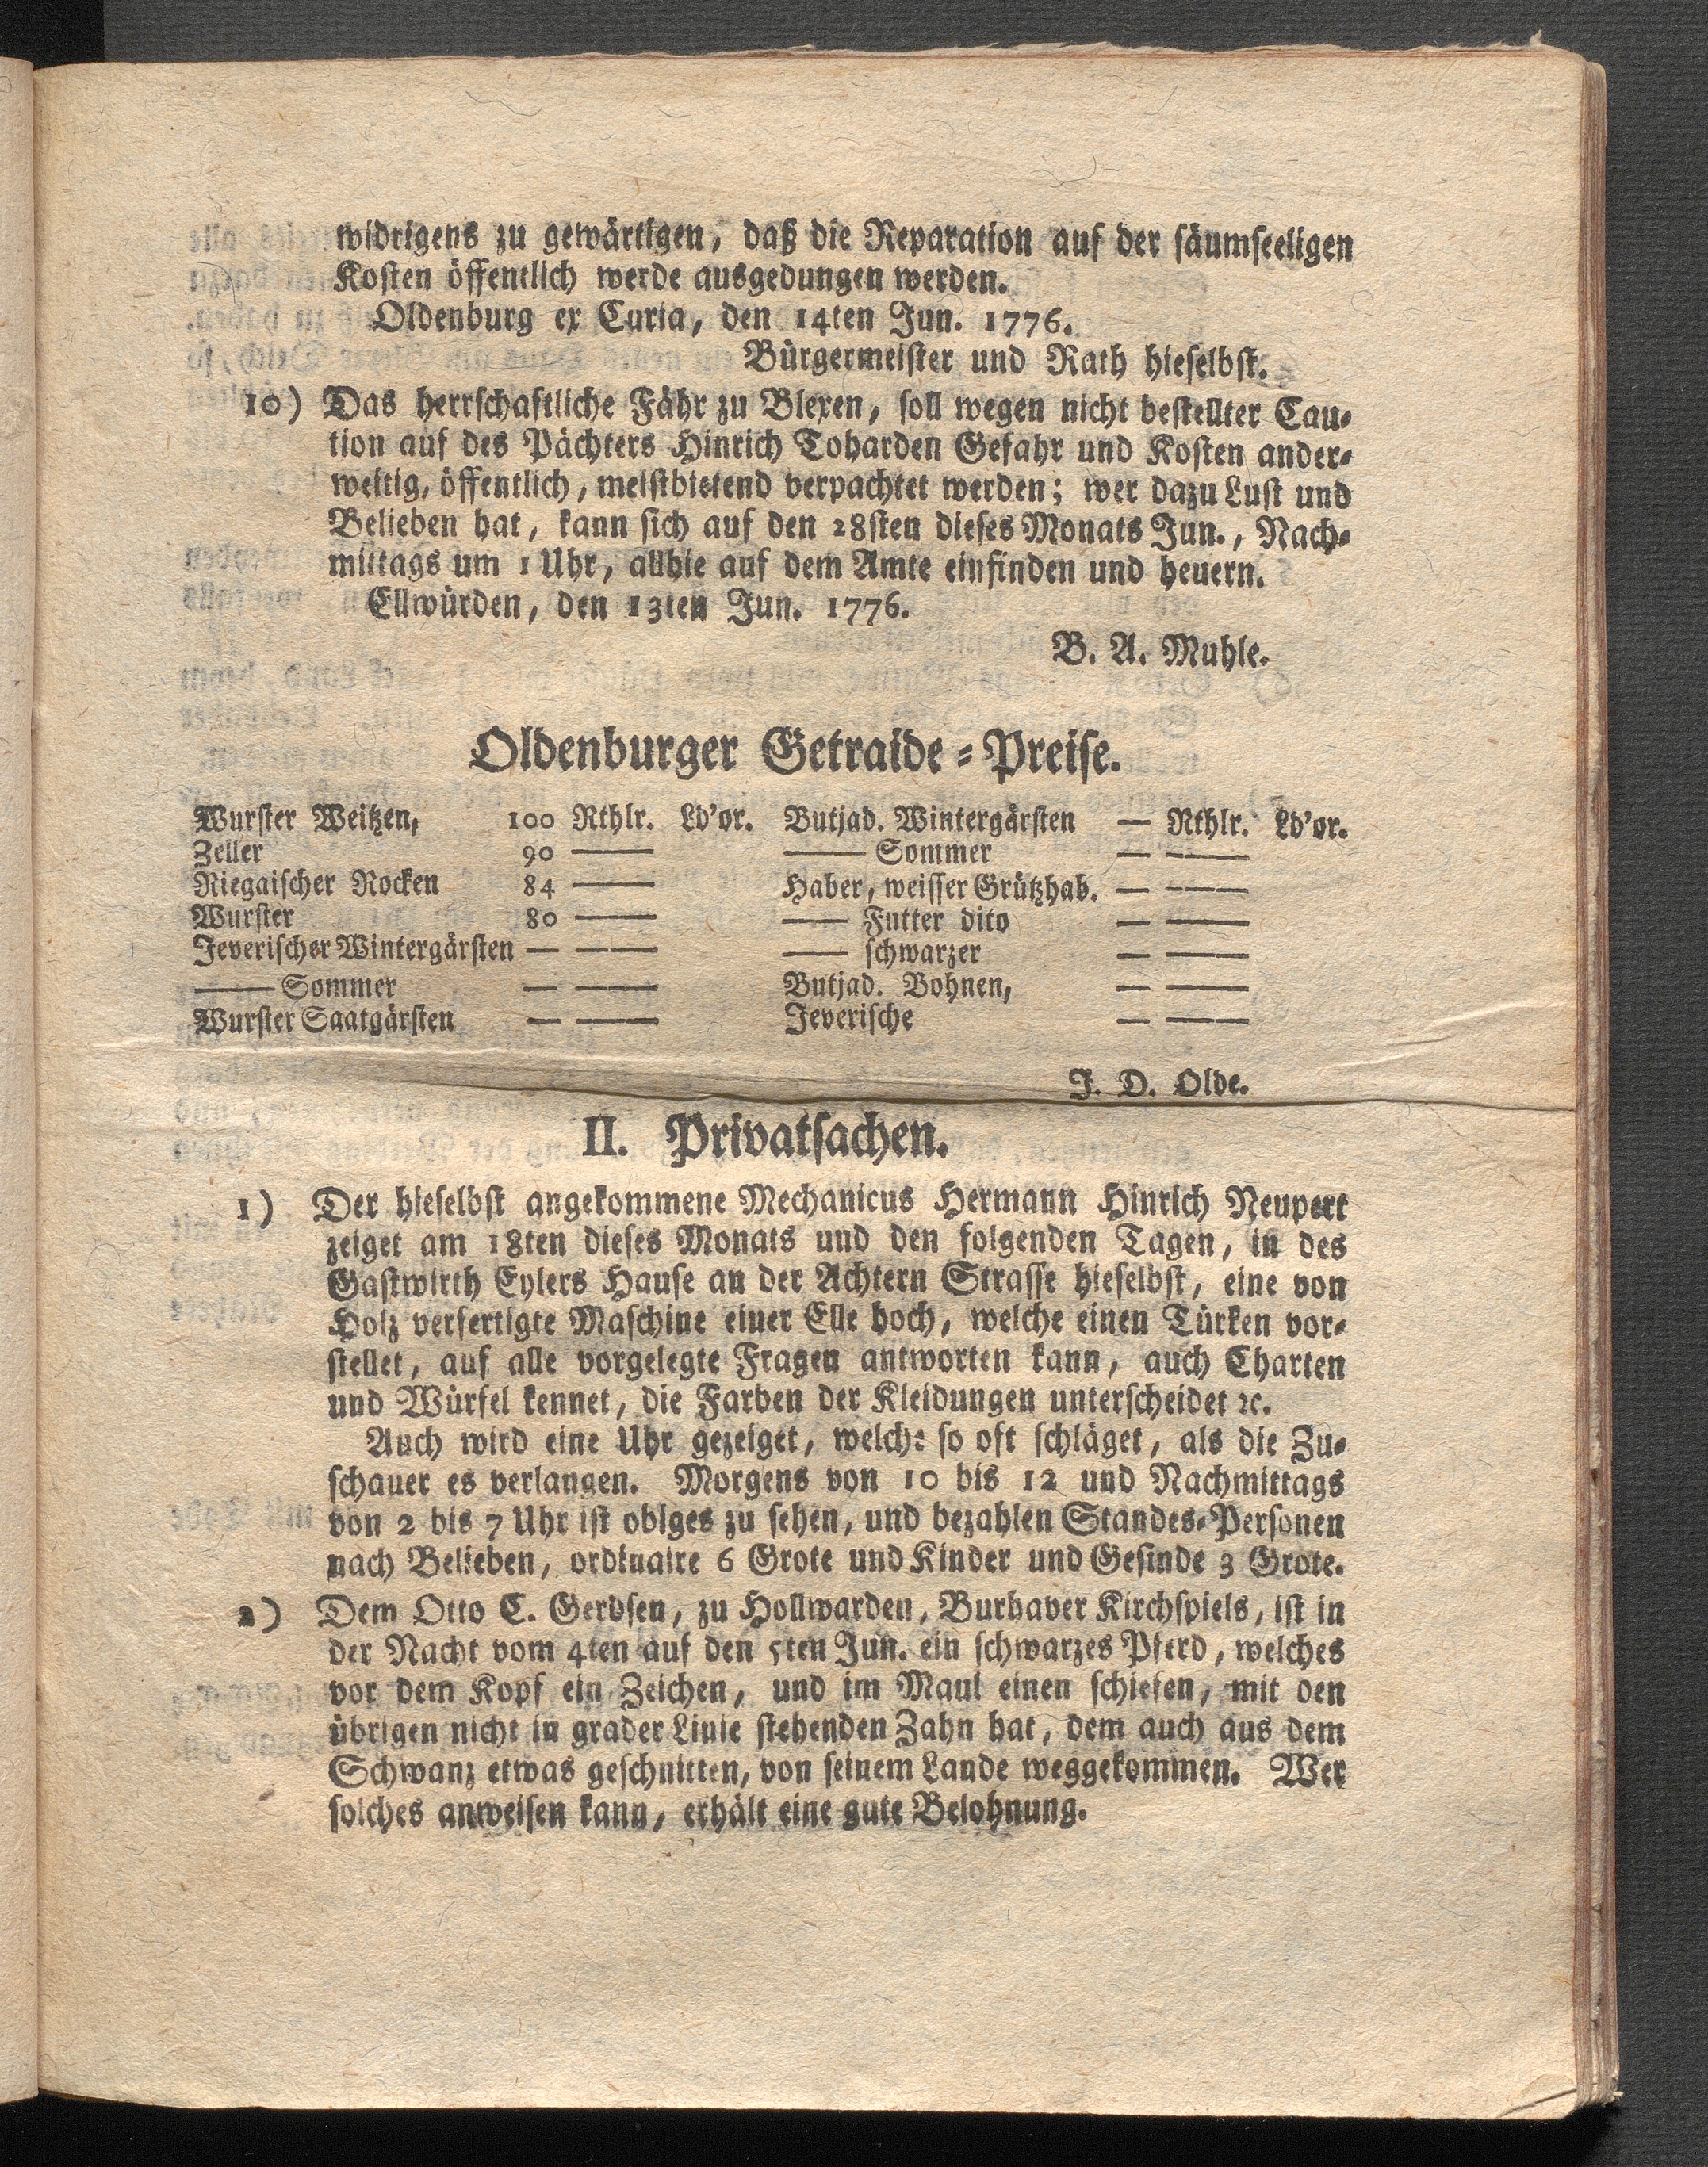 widrigens zu gewärtigen, daß die Reparation auf der säumseeligen
Kosten öffentlich werde ausgedungen werden.
Oldenburg ex Curia, den 14ten Jun. 1776.
Bürgermeister und Rath hieselbst.
10) Das herrschaftliche Fähr zu Blexen, soll wegen nicht bestellter Cau-
tion auf des Pächters Hinrich Toharden Gefahr und Kosten ander-
weitig, öffentlich, meistbietend verpachtet werden; wer dazu Lust und
Belieben hat, kann sich auf den 28sten dieses Monats Jun., Nach-
mittags um 1 Uhr, allhie auf dem Amte einfinden und heuern.
Ellwürden, den 13ten Jun. 1776.
B. A. Muhle.
Oldenburger Getraide-Preise.
Wurster Weitzen, 100 Rthlr. Ld'or. Butjad. Wintergärsten — Rthlr. Ld'or.
Zeller 90 —— —— Sommer — ——
Riegaischer Rocken 84 —— Haber, weisser Grützhab. — ——
Wurster 80 —— —— Futter dito — ——
Jeverischer Wintergärsten — —— —— schwarzer — ——
—— Sommer — —— Butjad. Bohnen, — ——
Wurster Saatgärsten — —— Jeverische — ——
J. D. Olde.
II. Privatsachen.
1) Der hieselbst angekommene Mechanicus Hermann Hinrich Neupert
zeiget am 18ten dieses Monats und den folgenden Tagen, in des
Gastwirth Eylers Hause an der Achtern Strasse hieselbst, eine von
Holz verfertigte Maschine einer Elle hoch, welche einen Türken vor-
stellet, auf alle vorgelegte Fragen antworten kann, auch Charten
und Würfel kennet, die Farben der Kleidungen unterscheidet ꝛc.
Auch wird eine Uhr gezeiget, welche so oft schläget, als die Zu-
schauer es verlangen. Morgens von 10 bis 12 und Nachmittags
von 2 bis 7 Uhr ist obiges zu sehen, und bezahlen Standes-Personen
nach Belieben, ordinaire 6 Grote und Kinder und Gesinde 3 Grote.
2) Dem Otto C. Gerdsen, zu Hollwarden, Burhaver Kirchspiels, ist in
der Nacht vom 4ten auf den 5ten Jun. ein schwarzes Pferd, welches
vor dem Kopf ein Zeichen, und im Maul einen schiefen, mit den
übrigen nicht in grader Linie stehenden Zahn hat, dem auch aus dem
Schwanz etwas geschnitten, von seinem Lande weggekommen. Wer
solches anweisen kann, erhält eine gute Belohnung.